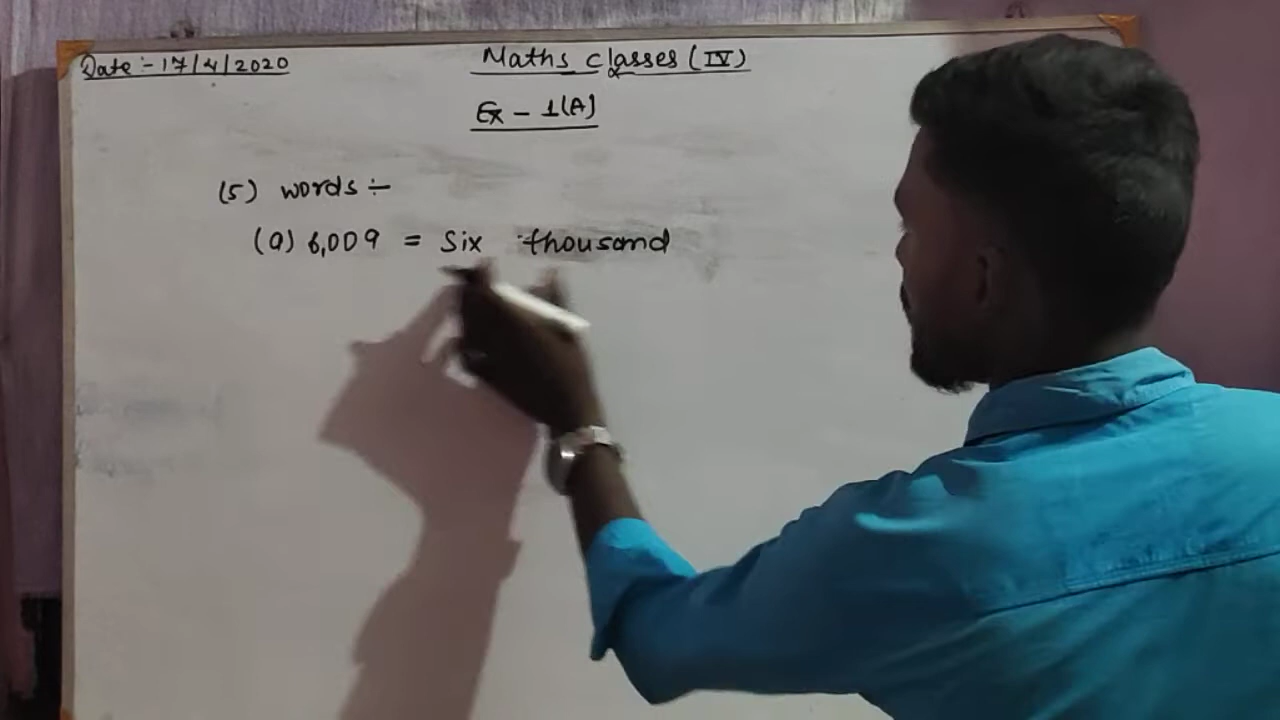 Date :- 17/4/2020
Maths classes (IV)
Ex - 1(A)
(5) words :-
(a) 6,009 = Six thousand